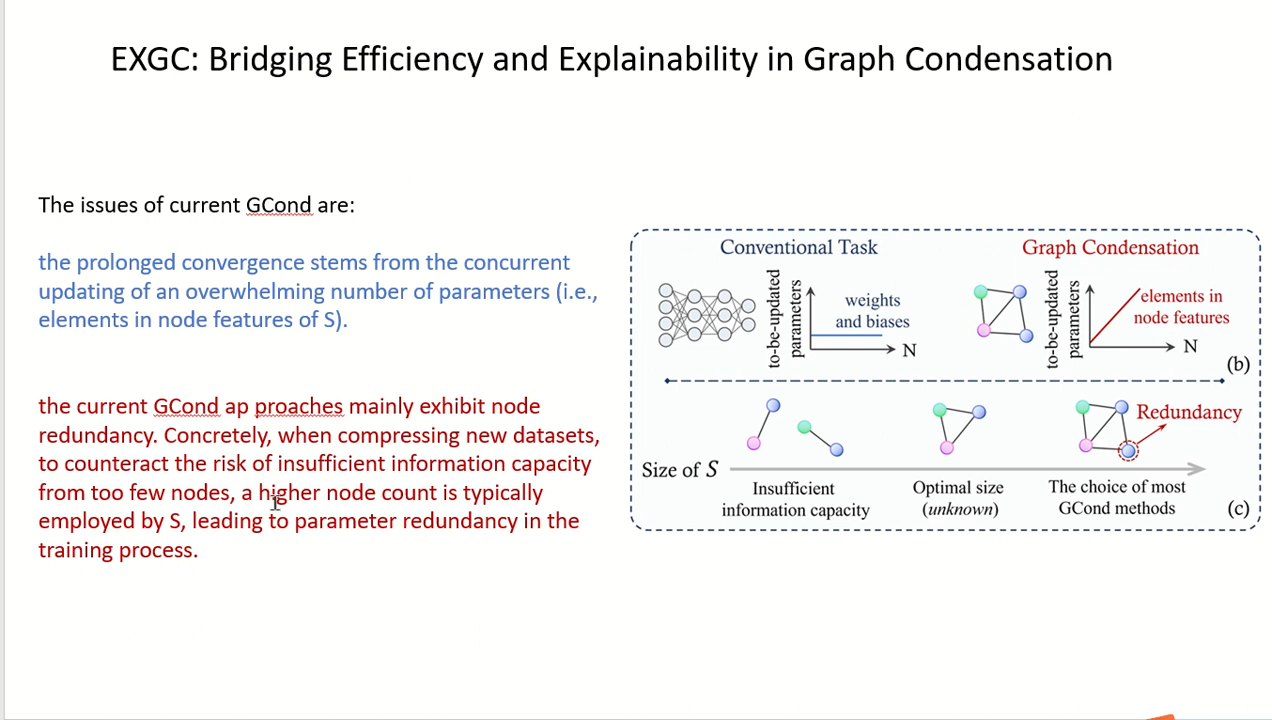 EXGC: Bridging Efficiency and Explainability in Graph Condensation
The issues of current GCond are:
the prolonged convergence stems from the concurrent
updating of an overwhelming number of parameters (i.e.,
elements in node features of S).
the current GCond ap proaches mainly exhibit node
redundancy. Concretely, when compressing new datasets,
to counteract the risk of insufficient information capacity
from too few nodes, a higher node count is typically
employed by S, leading to parameter redundancy in the
training process.
Conventional Task
to-be-updated
parameters
weights
and biases
N
Graph Condensation
to-be-updated
parameters
elements in
node features
N
(b)
Redundancy
Size of S
Insufficient
information capacity
Optimal size
(unknown)
The choice of most
GCond methods
(c)